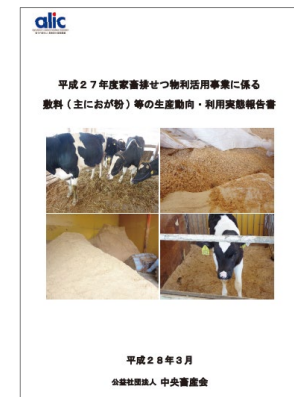 alic
平成27年度家畜排せつ物利活用事業に係る
敷料(主におが粉)等の生産動向・利用実態報告書
平成28年3月
公益社団法人 中央畜産会